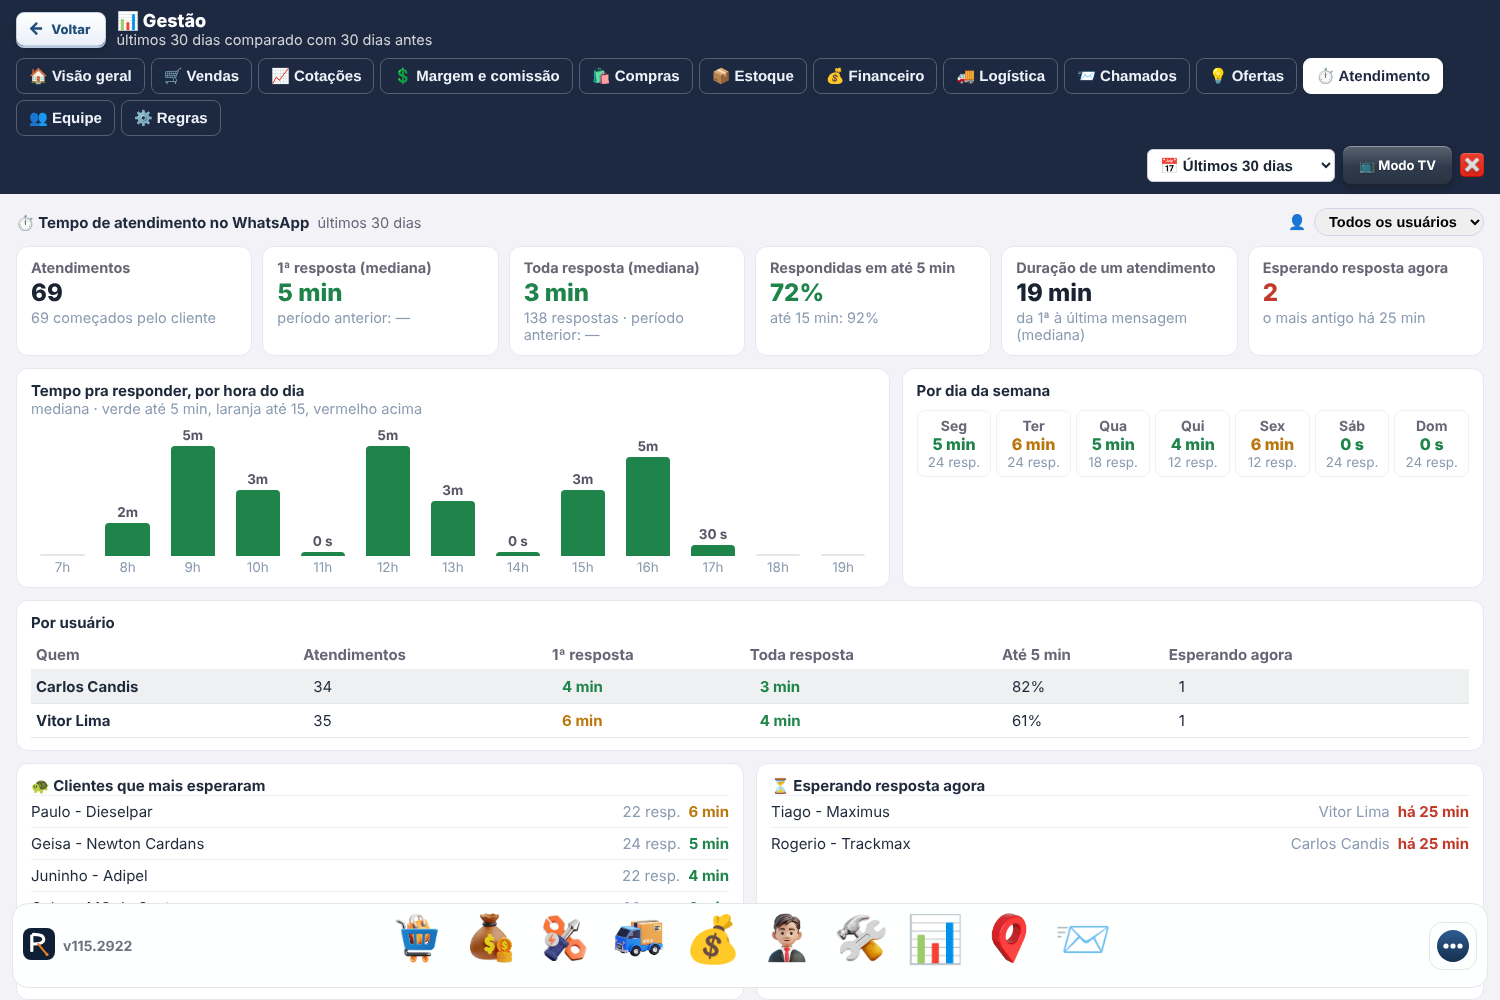 Voltar
Gestão
últimos 30 dias comparado com 30 dias antes
Visão geral
Vendas
Cotações
Margem e comissão
Compras
Estoque
Financeiro
Logística
Chamados
Ofertas
Atendimento
Equipe
Regras
Últimos 30 dias
Modo TV
Tempo de atendimento no WhatsApp últimos 30 dias
Todos os usuários
Atendimentos
69
69 começados pelo cliente
1ª resposta (mediana)
5 min
período anterior: —
Toda resposta (mediana)
3 min
138 respostas · período
anterior: —
Respondidas em até 5 min
72%
até 15 min: 92%
Duração de um atendimento
19 min
da 1ª à última mensagem
(mediana)
Esperando resposta agora
2
o mais antigo há 25 min
Tempo pra responder, por hora do dia
mediana · verde até 5 min, laranja até 15, vermelho acima
2m 5m 3m 0 s 5m 3m 0 s 3m 5m 30 s
7h 8h 9h 10h 11h 12h 13h 14h 15h 16h 17h 18h 19h
Por dia da semana
Seg Ter Qua Qui Sex Sáb Dom
5 min 6 min 5 min 4 min 6 min 0 s 0 s
24 resp. 24 resp. 18 resp. 12 resp. 12 resp. 24 resp. 24 resp.
Por usuário
Quem Atendimentos 1ª resposta Toda resposta Até 5 min Esperando agora
Carlos Candis 34 4 min 3 min 82% 1
Vitor Lima 35 6 min 4 min 61% 1
Clientes que mais esperaram
Paulo - Dieselpar 22 resp. 6 min
Geisa - Newton Cardans 24 resp. 5 min
Juninho - Adipel 22 resp. 4 min
Esperando resposta agora
Tiago - Maximus Vitor Lima há 25 min
Rogerio - Trackmax Carlos Candis há 25 min
R v115.2922